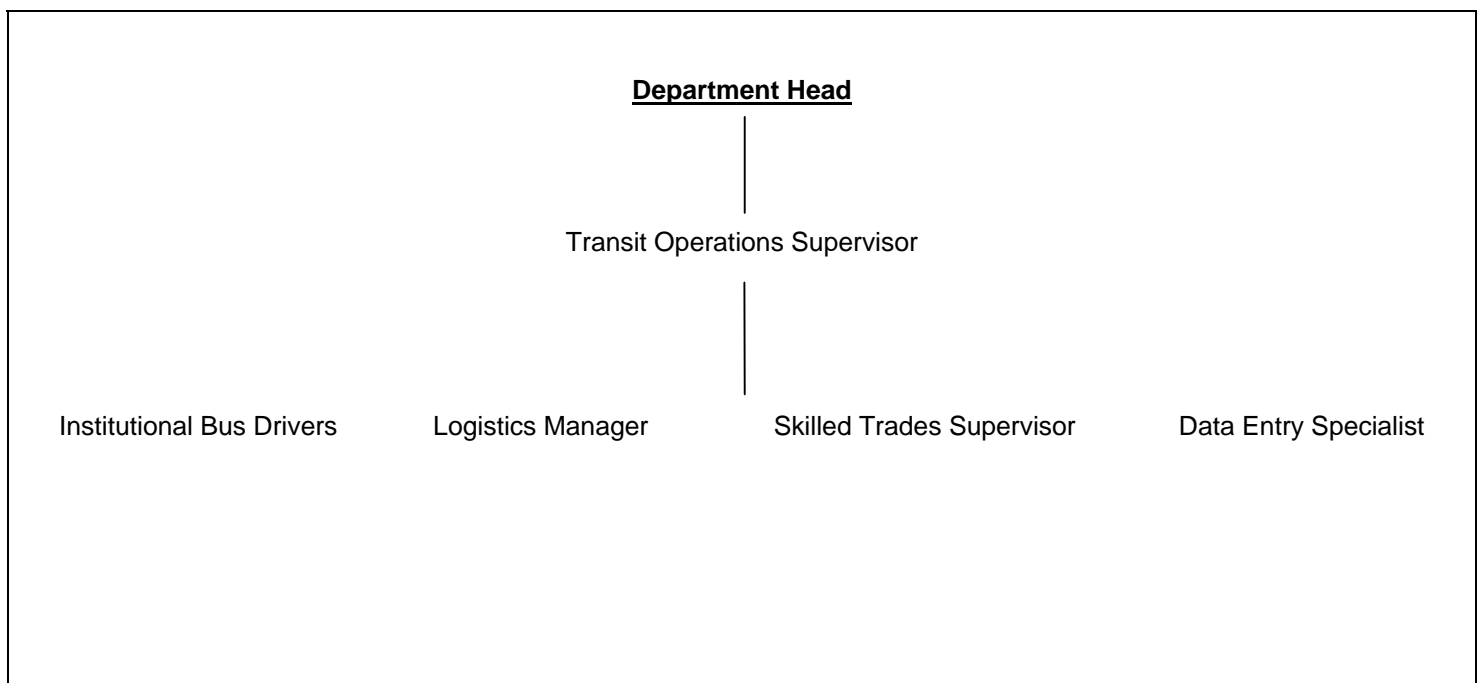 Department Head
Transit Operations Supervisor
Institutional Bus Drivers Logistics Manager Skilled Trades Supervisor Data Entry Specialist